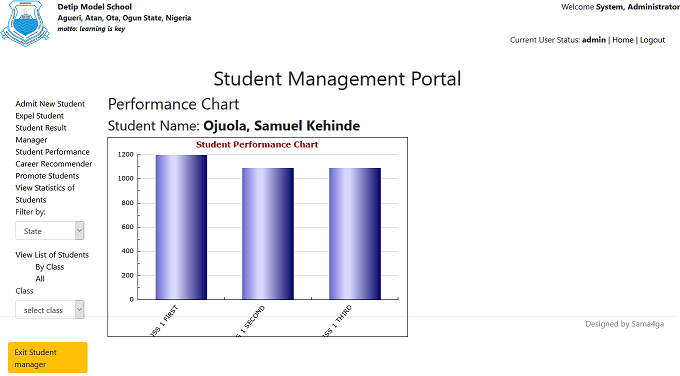 Detip Model School
Agueri, Atan, Ota, Ogun State, Nigeria
motto: learning is key
Welcome System, Administrator
Current User Status: admin | Home | Logout
Student Management Portal
Admit New Student
Expel Student
Student Result
Manager
Student Performance
Career Recommender
Promote Students
View Statistics of
Students
Filter by:
State
View List of Students
By Class
All
Class
select class
Exit Student
manager
Performance Chart
Student Name: Ojuola, Samuel Kehinde
Student Performance Chart
1200
1000
800
600
400
200
0
SS 1 FIRST
1 SECOND
SS 1 THIRD
Designed by Sama4ga